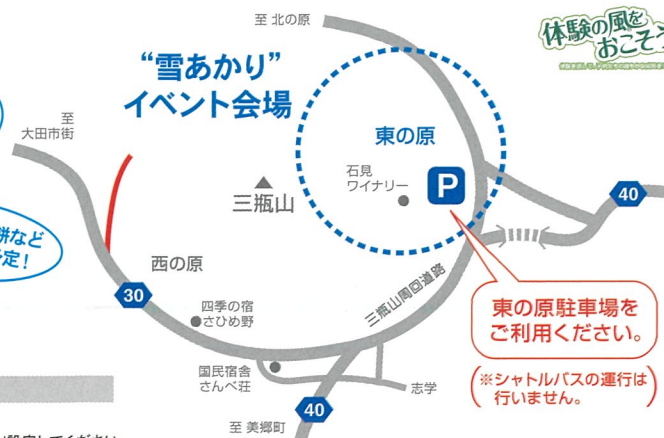 至 北の原
体験の風を
おこそ
“雪あかり”
イベント会場
至
大田市街
東の原
石見
ワイナリー
P
三瓶山
40
餅など
定!
西の原
30
三瓶山周回道路
四季の宿
さひめ野
東の原駐車場を
ご利用ください。
国民宿舎
さんべ荘
志学
※シャトルバスの運行は
行いません。
40
至 美郷町